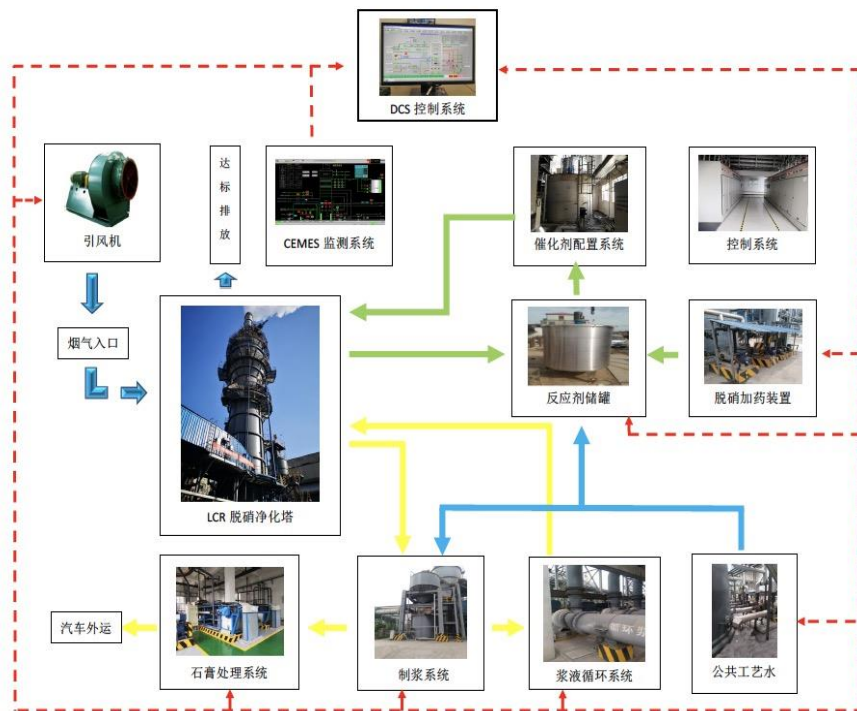 DCS 控制系统
引风机
达标排放
CEMES 监测系统
催化剂配置系统
控制系统
烟气入口
LCR 脱硝净化塔
反应剂储罐
脱硝加药装置
汽车外运
石膏处理系统
制浆系统
浆液循环系统
公共工艺水